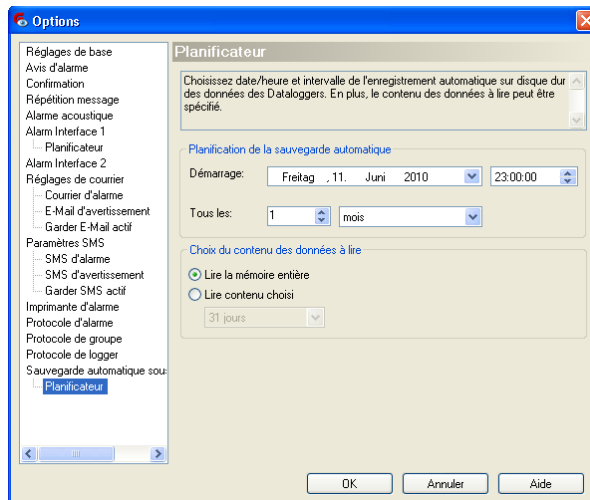 Options
Réglages de base
Avis d'alarme
Confirmation
Répétition message
Alarme acoustique
Alarm Interface 1
Planificateur
Alarm Interface 2
Réglages de courrier
Courrier d'alarme
E-Mail d'avertissement
Garder E-Mail actif
Paramètres SMS
SMS d'alarme
SMS d'avertissement
Garder SMS actif
Imprimante d'alarme
Protocole d'alarme
Protocole de groupe
Protocole de logger
Sauvegarde automatique sou
Planificateur
Planificateur
Choisissez date/heure et intervalle de l'enregistrement automatique sur disque dur
des données des Dataloggers. En plus, le contenu des données à lire peut être
spécifié.
Planification de la sauvegarde automatique
Démarrage: Freitag , 11. Juni 2010 23:00:00
Tous les: 1 mois
Choix du contenu des données à lire
Lire la mémoire entière
Lire contenu choisi
31 jours
OK Annuler Aide